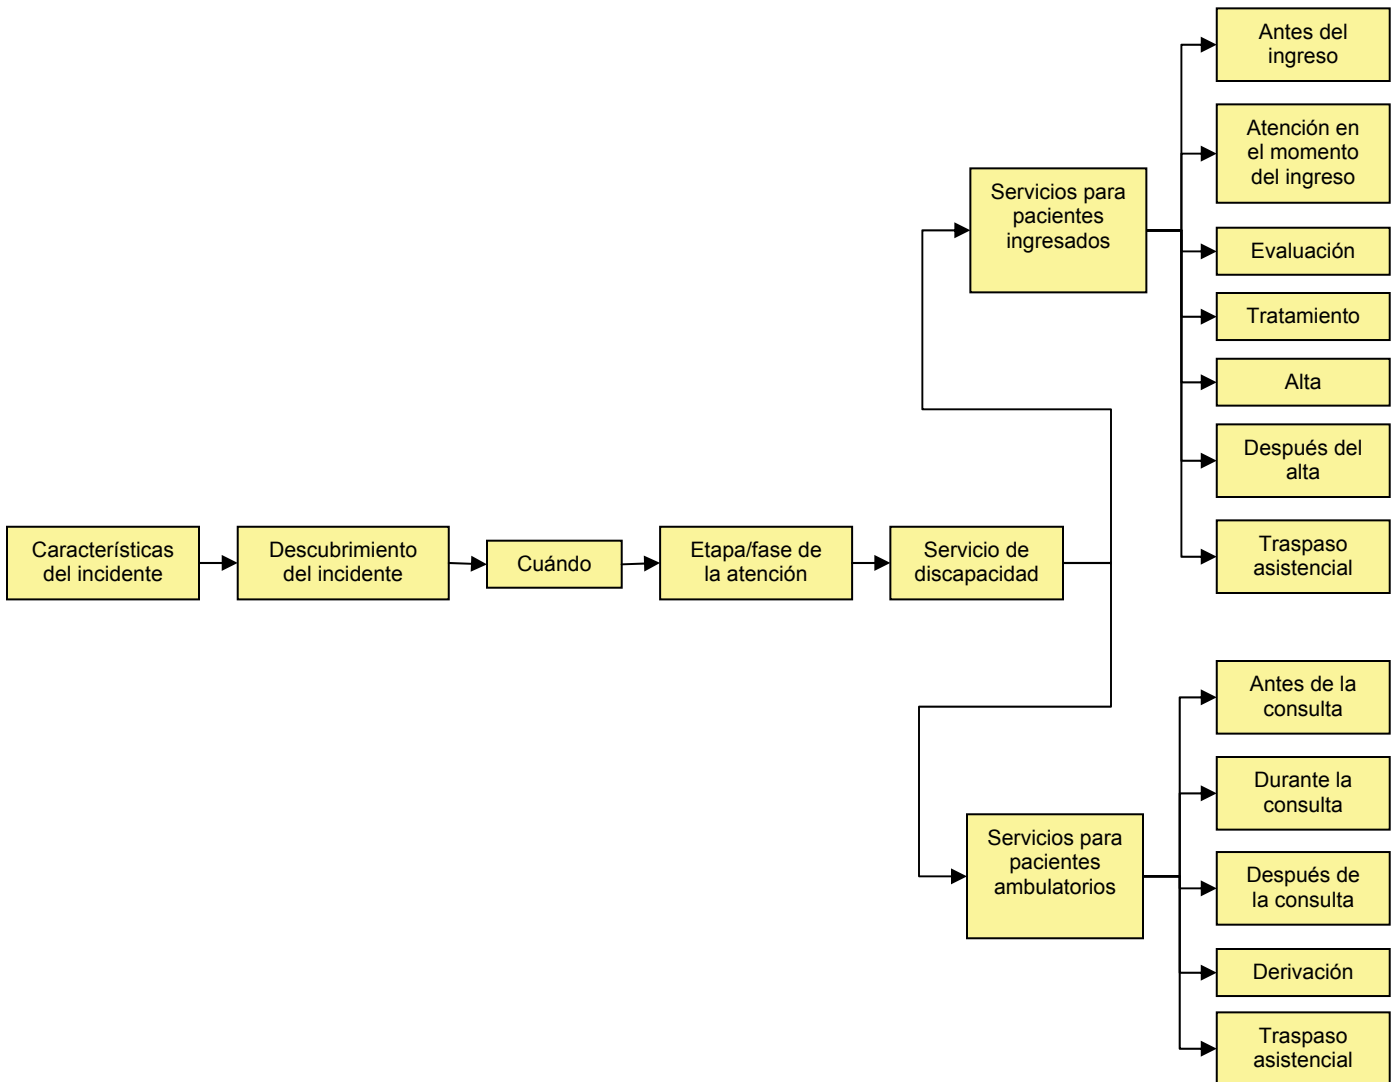 Características
del incidente
Descubrimiento
del incidente
Cuándo
Etapa/fase de
la atención
Servicio de
discapacidad
Servicios para
pacientes
ingresados
Antes del
ingreso
Atención en
el momento
del ingreso
Evaluación
Tratamiento
Alta
Después del
alta
Traspaso
asistencial
Servicios para
pacientes
ambulatorios
Antes de la
consulta
Durante la
consulta
Después de
la consulta
Derivación
Traspaso
asistencial